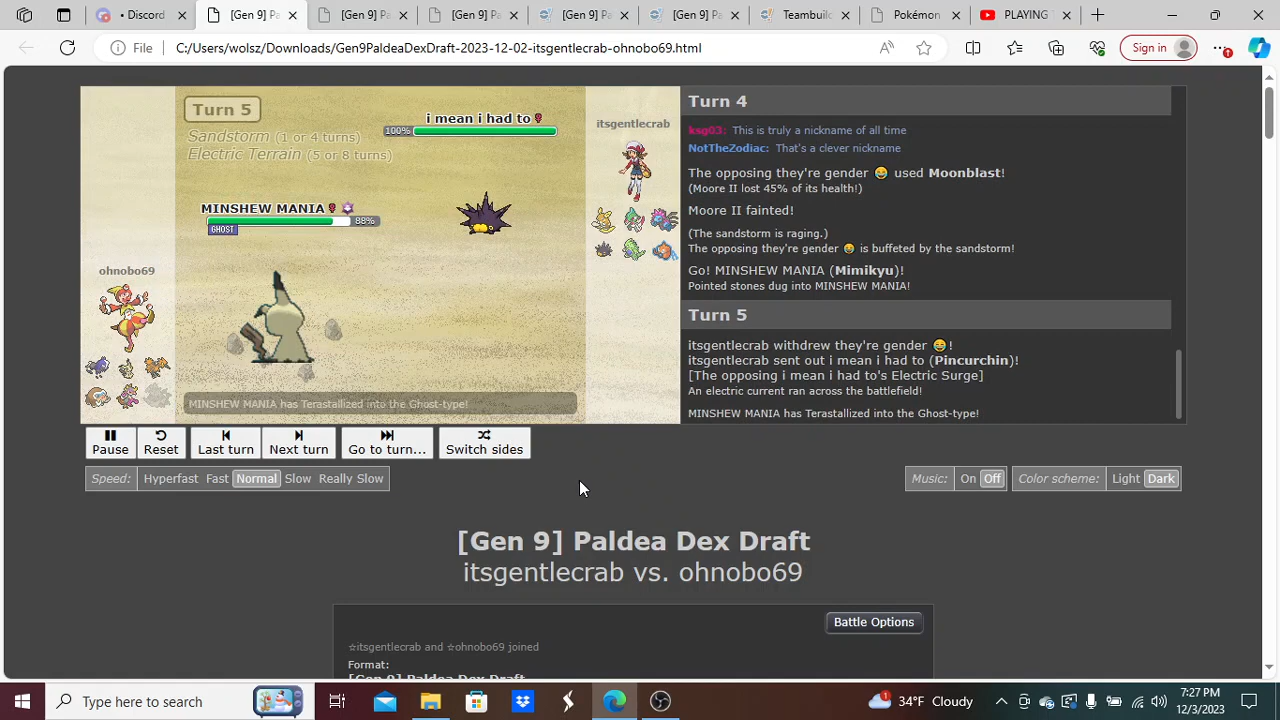 Discord
[Gen 9] Pa
[Gen 9] Pa
[Gen 9] Pa
[Gen 9] Pa
[Gen 9] Pa
Teambuil
Pokémon
PLAYING
File
C:/Users/wolsz/Downloads/Gen9PaldeaDexDraft-2023-12-02-itsgentlecrab-ohnobo69.html
Sign in
Turn 5
Sandstorm (1 or 4 turns)
Electric Terrain (5 or 8 turns)
i mean i had to
100%
MINSHEW MANIA
88%
GHOST
MINSHEW MANIA has Terastallized into the Ghost-type!
ohnobo69
itsgentlecrab
Turn 4
ksg03: This is truly a nickname of all time
NotTheZodiac: That's a clever nickname
The opposing they're gender 😅 used Moonblast!
(Moore II lost 45% of its health!)
Moore II fainted!
(The sandstorm is raging.)
The opposing they're gender 😅 is buffeted by the sandstorm!
Go! MINSHEW MANIA (Mimikyu)!
Pointed stones dug into MINSHEW MANIA!
Turn 5
itsgentlecrab withdrew they're gender 😅!
itsgentlecrab sent out i mean i had to (Pincurchin)!
[The opposing i mean i had to's Electric Surge]
An electric current ran across the battlefield!
MINSHEW MANIA has Terastallized into the Ghost-type!
Pause Reset Last turn Next turn Go to turn... Switch sides
Speed: Hyperfast Fast Normal Slow Really Slow
Music: On Off Color scheme: Light Dark
[Gen 9] Paldea Dex Draft
itsgentlecrab vs. ohnobo69
Battle Options
☆itsgentlecrab and ☆ohnobo69 joined
Format:
[Gen 9] Paldea Dex Draft
Type here to search
1
34°F Cloudy
7:27 PM
12/3/2023